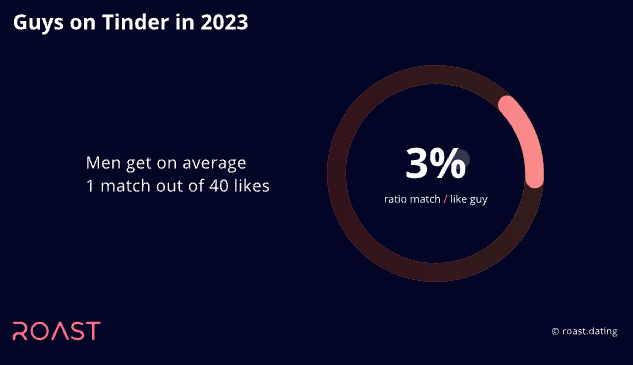 Guys on Tinder in 2023
Men get on average
1 match out of 40 likes
3%
ratio match / like guy
ROAST
© roast.dating